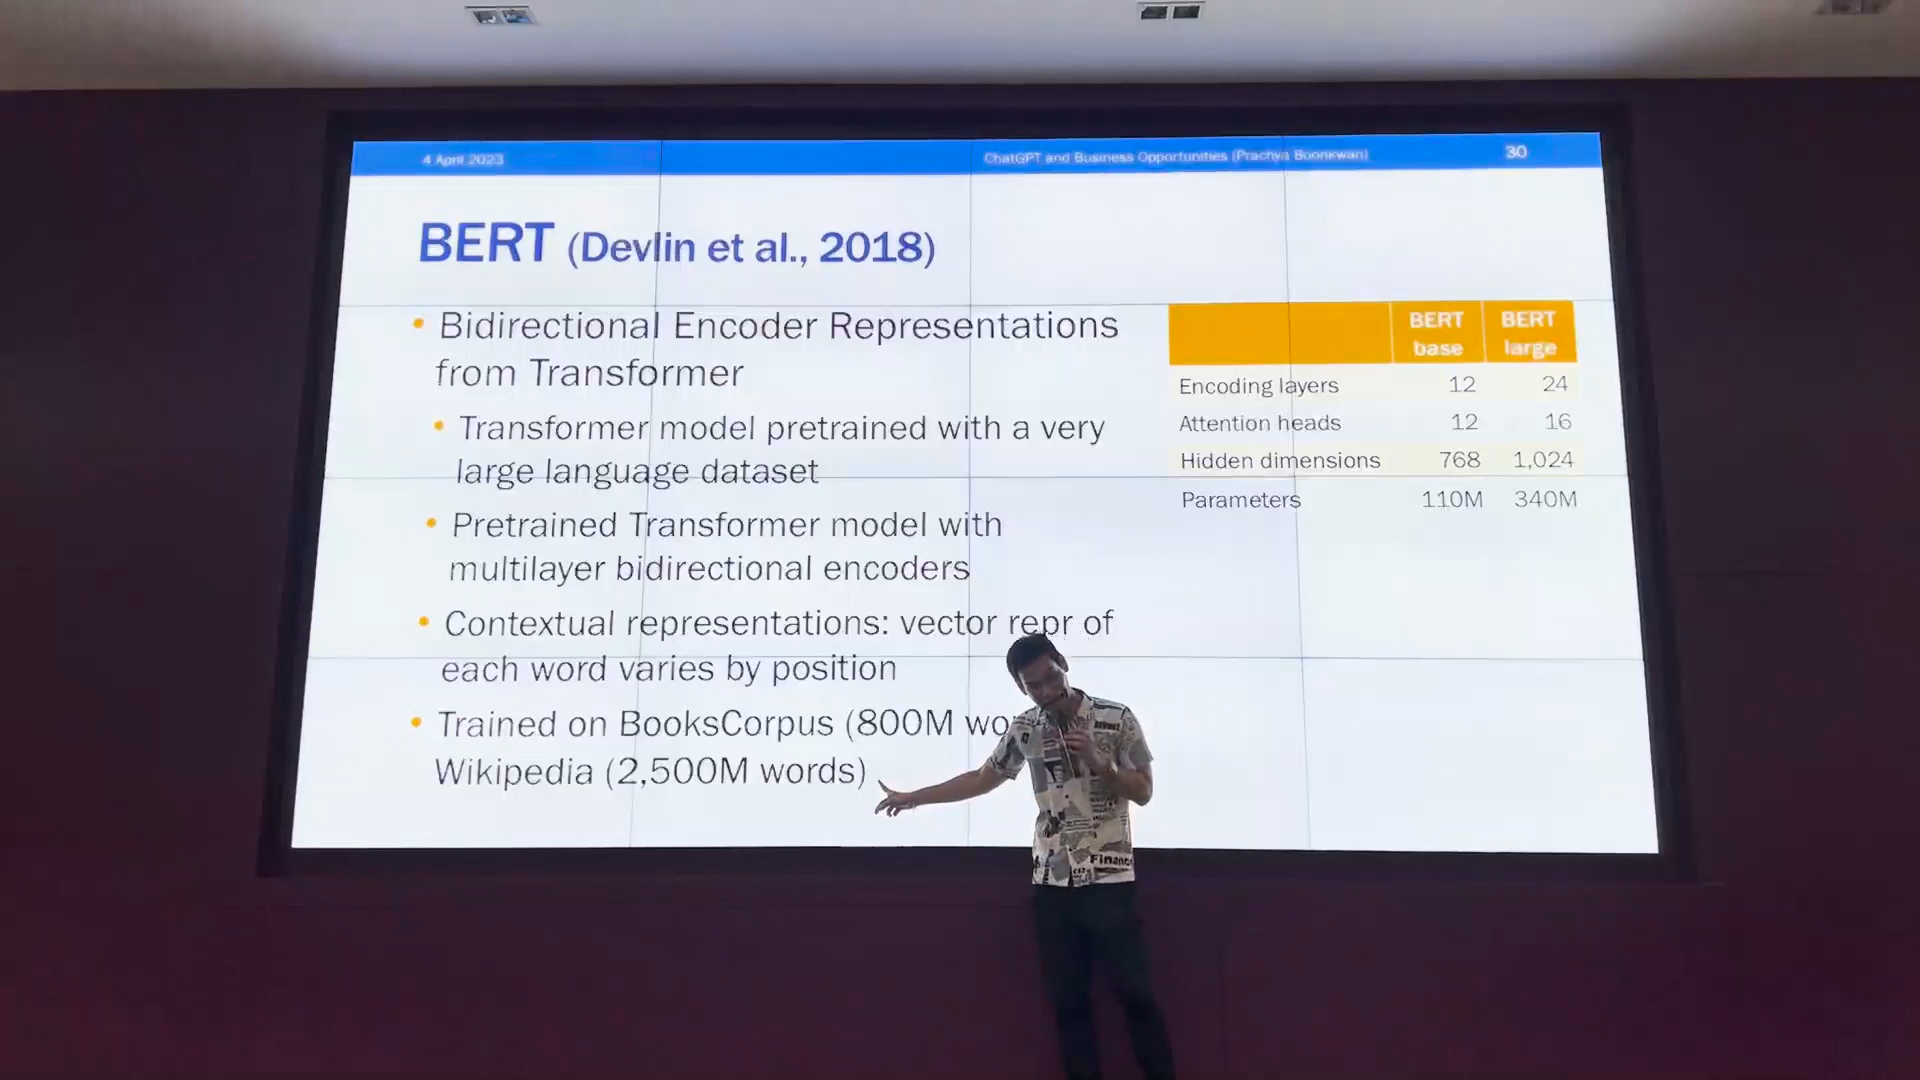 4 April 2023
ChatGPT and Business Opportunities (Prachya Boonkwan)
30
BERT (Devlin et al., 2018)
• Bidirectional Encoder Representations
from Transformer
• Transformer model pretrained with a very
large language dataset
• Pretrained Transformer model with
multilayer bidirectional encoders
• Contextual representations: vector repr of
each word varies by position
• Trained on BooksCorpus (800M
Wikipedia (2,500M words)
BERT base BERT large
Encoding layers 12 24
Attention heads 12 16
Hidden dimensions 768 1,024
Parameters 110M 340M
Financ